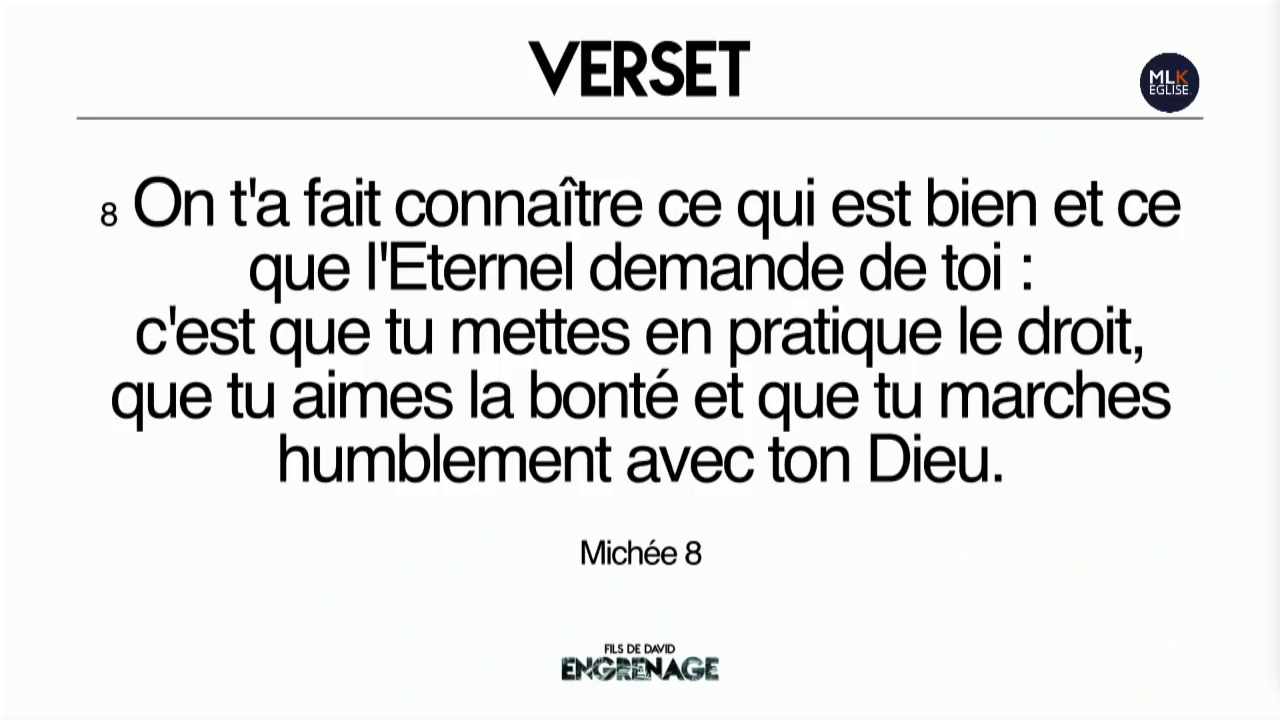 VERSET
MLK
EGLISE
8 On t'a fait connaître ce qui est bien et ce
que l'Eternel demande de toi :
c'est que tu mettes en pratique le droit,
que tu aimes la bonté et que tu marches
humblement avec ton Dieu.
Michée 8
FILS DE DAVID
ENGRENAGE